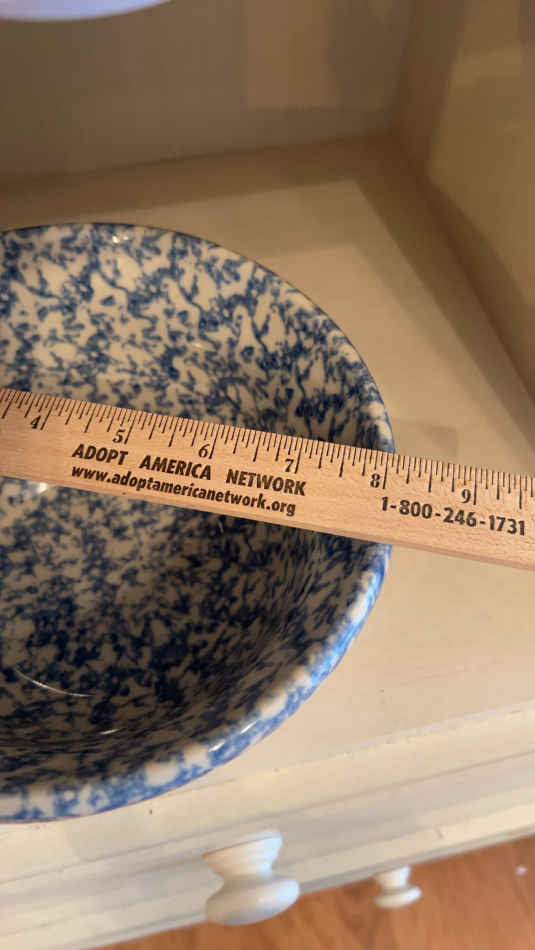 4 5 6 7 8 9
ADOPT AMERICA NETWORK
www.adoptamericanetwork.org
1-800-246-1731